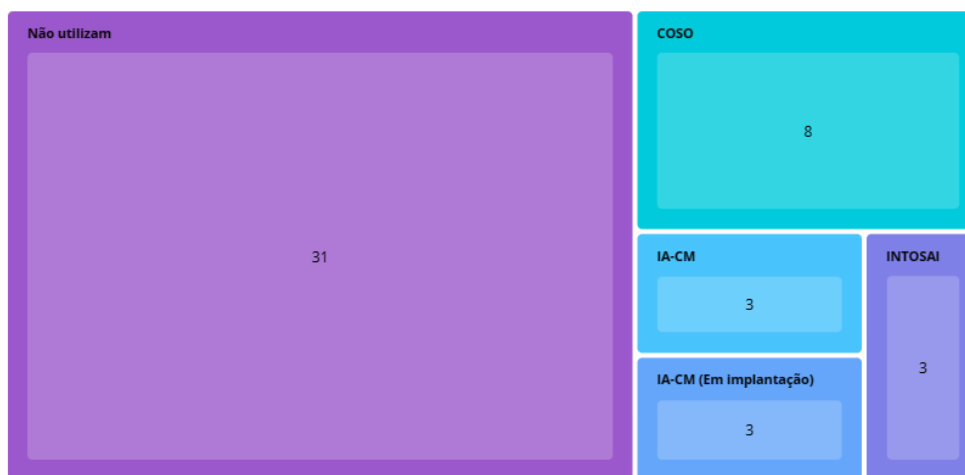 Não utilizam
31
COSO
8
IA-CM
3
INTOSAI
3
IA-CM (Em implantação)
3